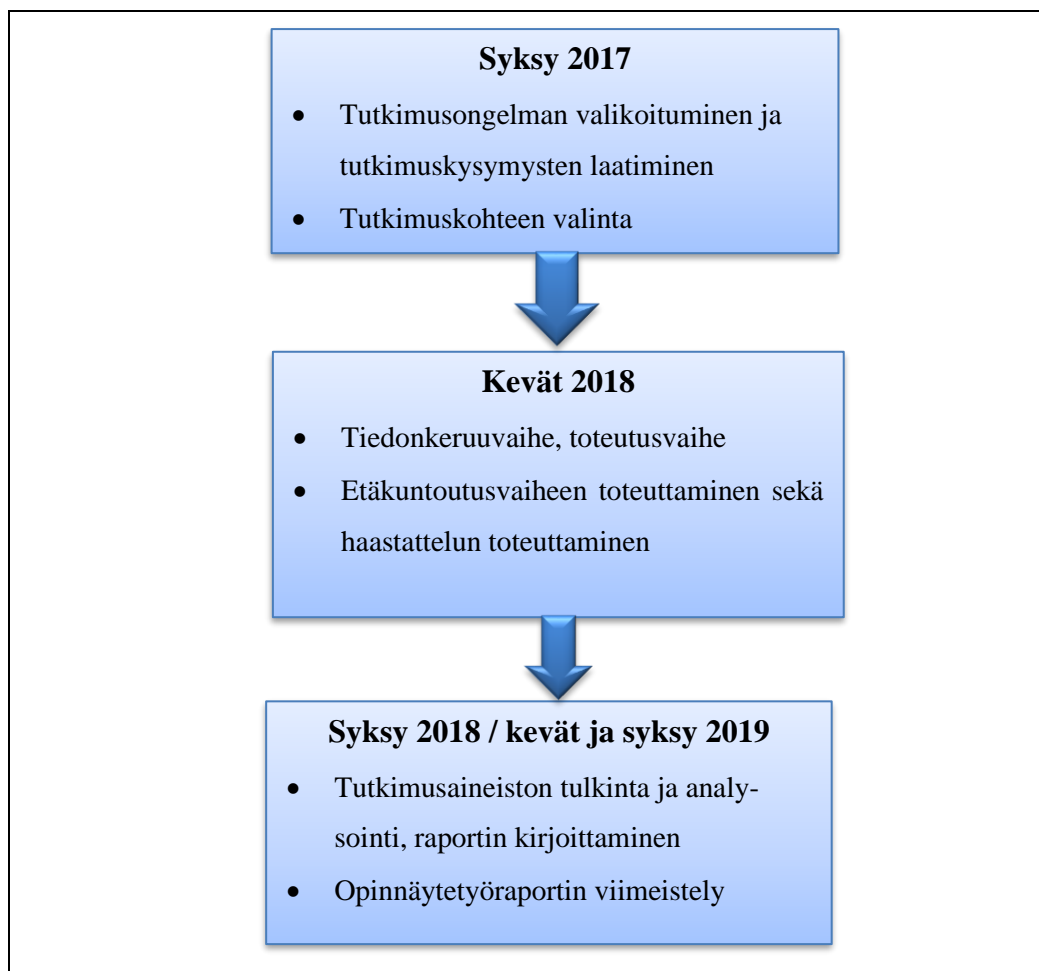 Syksy 2017
• Tutkimusongelman valikoituminen ja
tutkimuskysymysten laatiminen
• Tutkimuskohteen valinta
Kevät 2018
• Tiedonkeruuvaihe, toteutusvaihe
• Etäkuntoutusvaiheen toteuttaminen sekä
haastattelun toteuttaminen
Syksy 2018 / kevät ja syksy 2019
• Tutkimusaineiston tulkinta ja analy-
sointi, raportin kirjoittaminen
• Opinnäytetyöraportin viimeistely